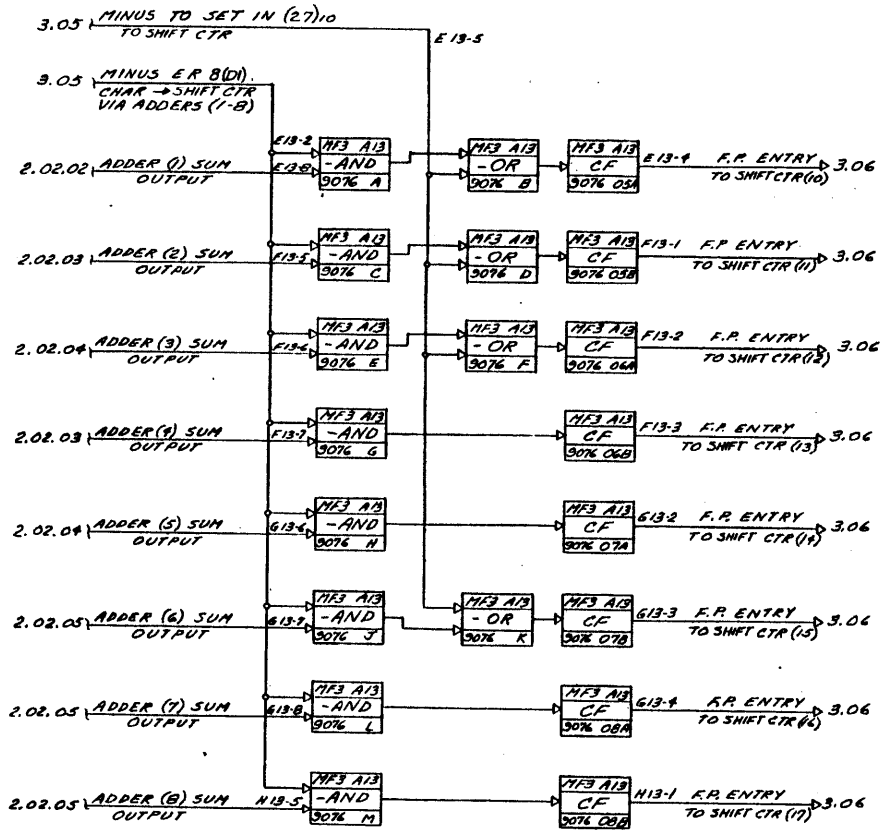 3.05 MINUS TO SET IN (27)10
TO SHIFT CTR
E13-5
3.05 MINUS ER 8(D1).
CHAR → SHIFT CTR
VIA ADDERS (1-8)
E13-2 MF3 A13 MF3 A13 MF3 A13
2.02.02 ADDER (1) SUM E13-8 -AND -OR CF E13-4 F.P. ENTRY 3.06
OUTPUT 9076 A 9076 B 9076 05A TO SHIFT CTR(10)
MF3 A13 MF3 A13 MF3 A13
2.02.03 ADDER (2) SUM F13-5 -AND -OR CF F13-1 F.P ENTRY 3.06
OUTPUT 9076 C 9076 D 9076 05B TO SHIFT CTR(11)
MF3 A13 MF3 A13 MF3 A13
2.02.04 ADDER (3) SUM F13-6 -AND -OR CF F13-2 F.P. ENTRY 3.06
OUTPUT 9076 E 9076 F 9076 06A TO SHIFT CTR(12)
MF3 A13 MF3 A13
2.02.03 ADDER (4) SUM F13-7 -AND CF F13-3 F.P. ENTRY 3.06
OUTPUT 9076 G 9076 06B TO SHIFT CTR(13)
MF3 A13 MF3 A13
2.02.04 ADDER (5) SUM G13-6 -AND CF G13-2 F.P. ENTRY 3.06
OUTPUT 9076 H 9076 07A TO SHIFT CTR(14)
MF3 A13 MF3 A13 MF3 A13
2.02.05 ADDER (6) SUM G13-7 -AND -OR CF G13-3 F.P. ENTRY 3.06
OUTPUT 9076 J 9076 K 9076 07B TO SHIFT CTR(15)
MF3 A13 MF3 A13
2.02.05 ADDER (7) SUM G13-8 -AND CF G13-4 F.P. ENTRY 3.06
OUTPUT 9076 L 9076 08A TO SHIFT CTR(16)
MF3 A13 MF3 A13
2.02.05 ADDER (8) SUM H13-5 -AND CF H13-1 F.P. ENTRY 3.06
OUTPUT 9076 M 9076 08B TO SHIFT CTR(17)